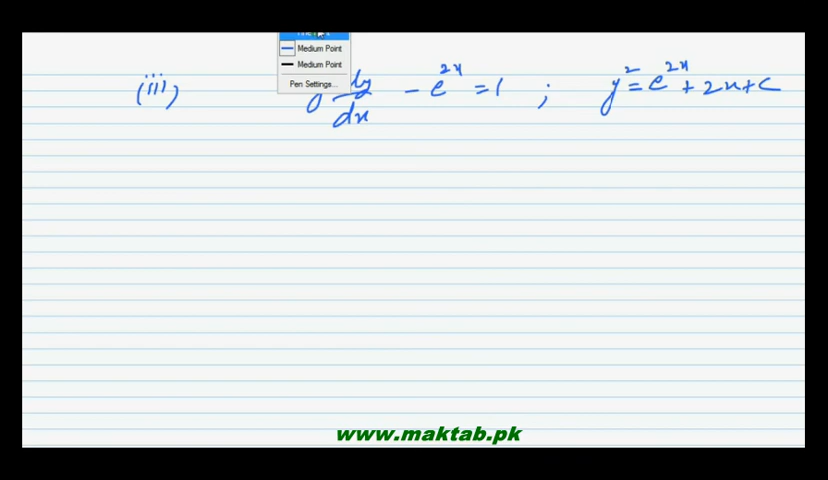 Medium Point
Medium Point
Pen Settings...
(iii) dy/dx - e^2x = 1 ; y^2 = e^2x + 2x + c
www.maktab.pk